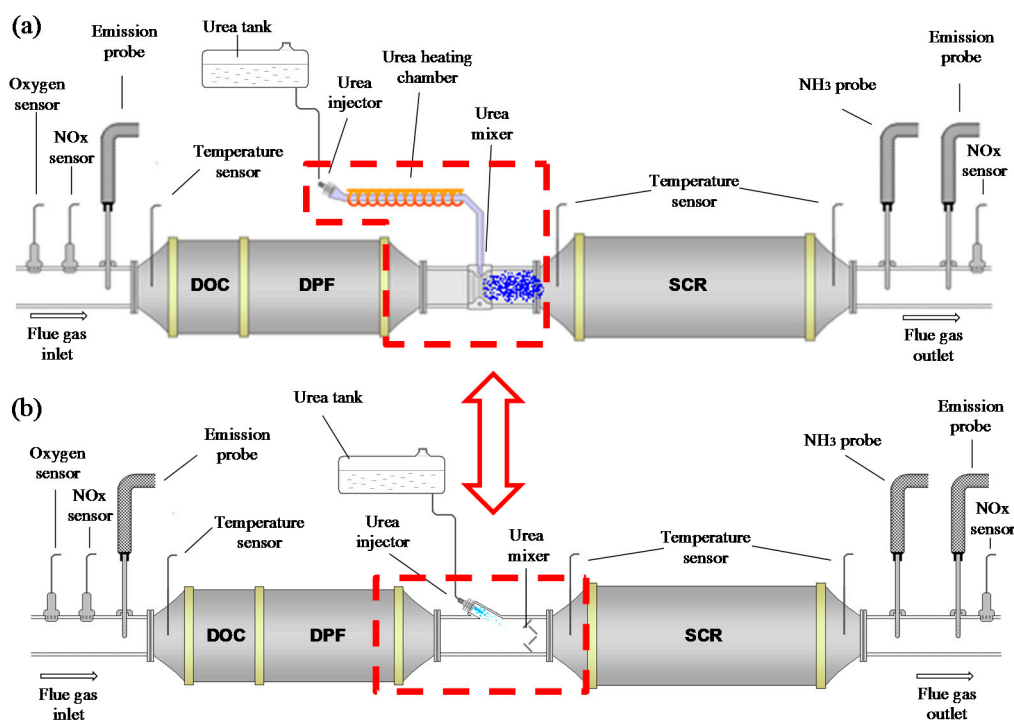 (a)
Emission
probe
Urea tank
Urea heating
chamber
Emission
probe
Oxygen
sensor
Urea
injector
NH3 probe
NOx
sensor
Urea
mixer
NOx
sensor
Temperature
sensor
Temperature
sensor
DOC
DPF
SCR
Flue gas
inlet
Flue gas
outlet
(b)
Urea tank
Emission
probe
Emission
probe
Oxygen
sensor
NH3 probe
NOx
sensor
NOx
sensor
Temperature
sensor
Urea
injector
Urea
mixer
Temperature
sensor
DOC
DPF
SCR
Flue gas
inlet
Flue gas
outlet